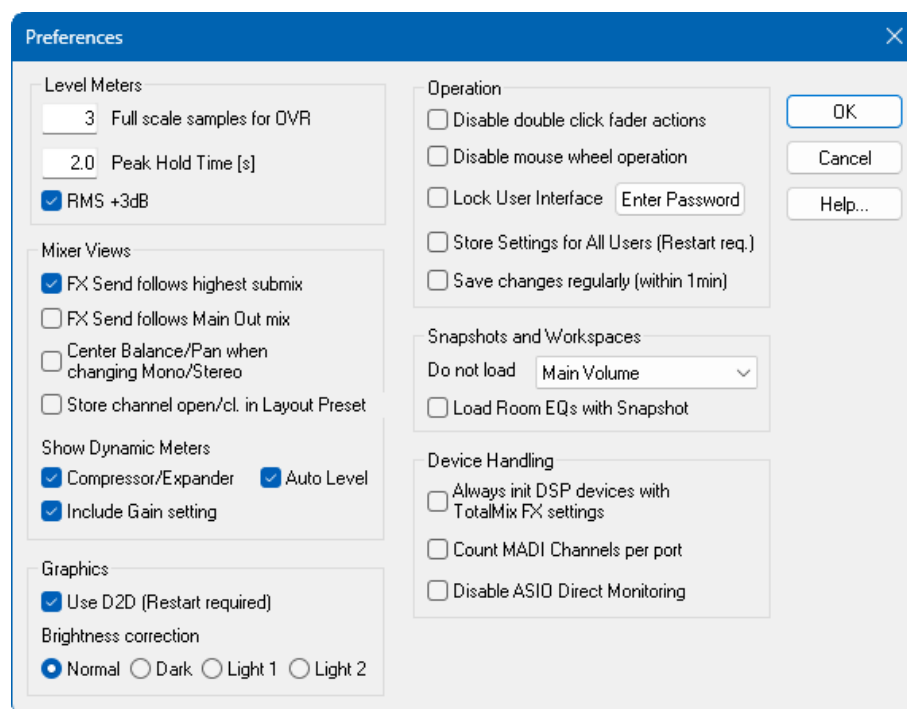 Preferences
Level Meters
3 Full scale samples for OVR
2.0 Peak Hold Time [s]
RMS +3dB
Mixer Views
FX Send follows highest submix
FX Send follows Main Out mix
Center Balance/Pan when
changing Mono/Stereo
Store channel open/cl. in Layout Preset
Show Dynamic Meters
Compressor/Expander Auto Level
Include Gain setting
Graphics
Use D2D (Restart required)
Brightness correction
Normal Dark Light 1 Light 2
Operation
Disable double click fader actions
Disable mouse wheel operation
Lock User Interface Enter Password
Store Settings for All Users (Restart req.)
Save changes regularly (within 1min)
Snapshots and Workspaces
Do not load Main Volume
Load Room EQs with Snapshot
Device Handling
Always init DSP devices with
TotalMix FX settings
Count MADI Channels per port
Disable ASIO Direct Monitoring
OK
Cancel
Help...